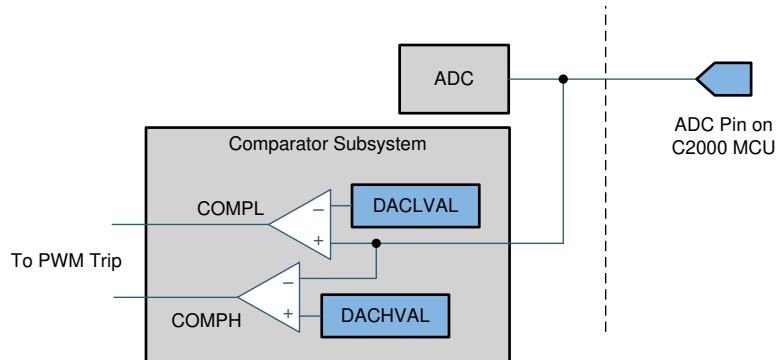 ADC
ADC Pin on
C2000 MCU
Comparator Subsystem
COMPL
−
DACLVAL
+
To PWM Trip
−
COMPH
+
DACHVAL